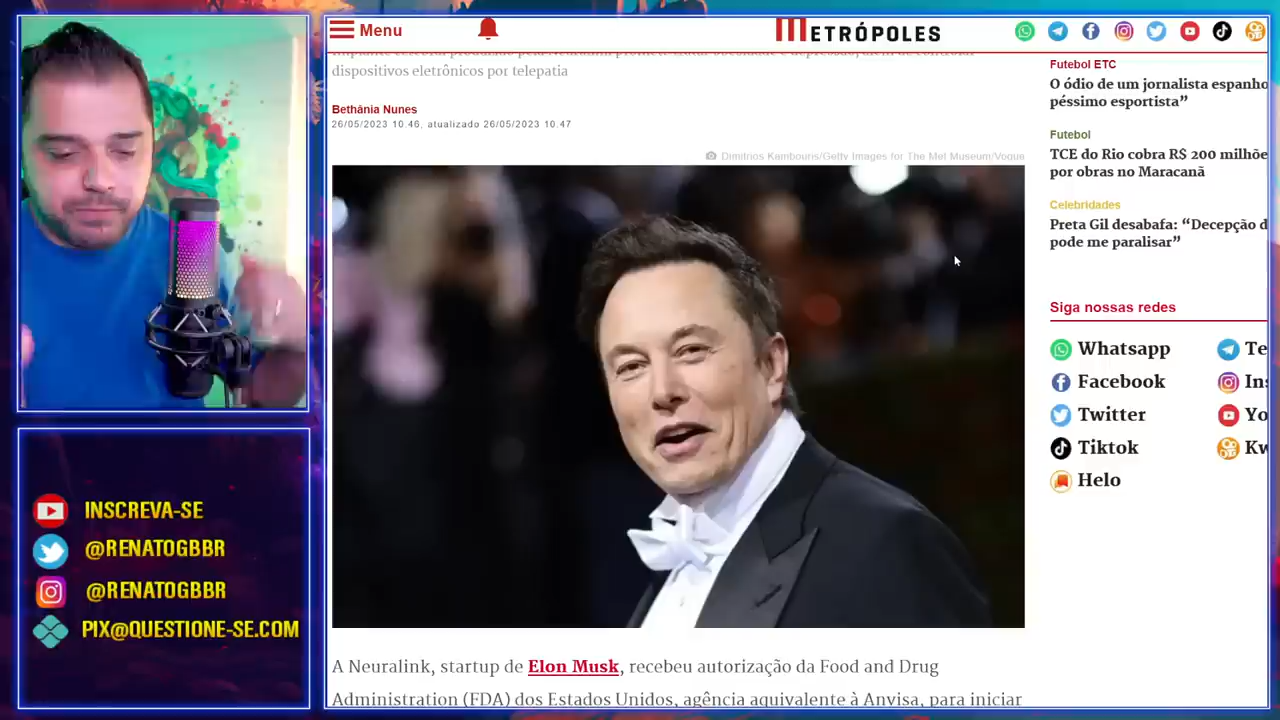 Menu
METRÓPOLES
dispositivos eletrônicos por telepatia
Bethânia Nunes
26/05/2023 10:46, atualizado 26/05/2023 10:47
Dimitrios Kambouris/Getty Images for The Met Museum/Vogue
A Neuralink, startup de Elon Musk, recebeu autorização da Food and Drug
Administration (FDA) dos Estados Unidos, agência equivalente à Anvisa, para iniciar
Futebol ETC
O ódio de um jornalista espanho
péssimo esportista”
Futebol
TCE do Rio cobra R$ 200 milhõe
por obras no Maracanã
Celebridades
Preta Gil desabafa: “Decepção d
pode me paralisar”
Siga nossas redes
Whatsapp
Te
Facebook
Ins
Twitter
Yo
Tiktok
Kw
Helo
INSCREVA-SE
@RENATOGBBR
@RENATOGBBR
PIX@QUESTIONE-SE.COM